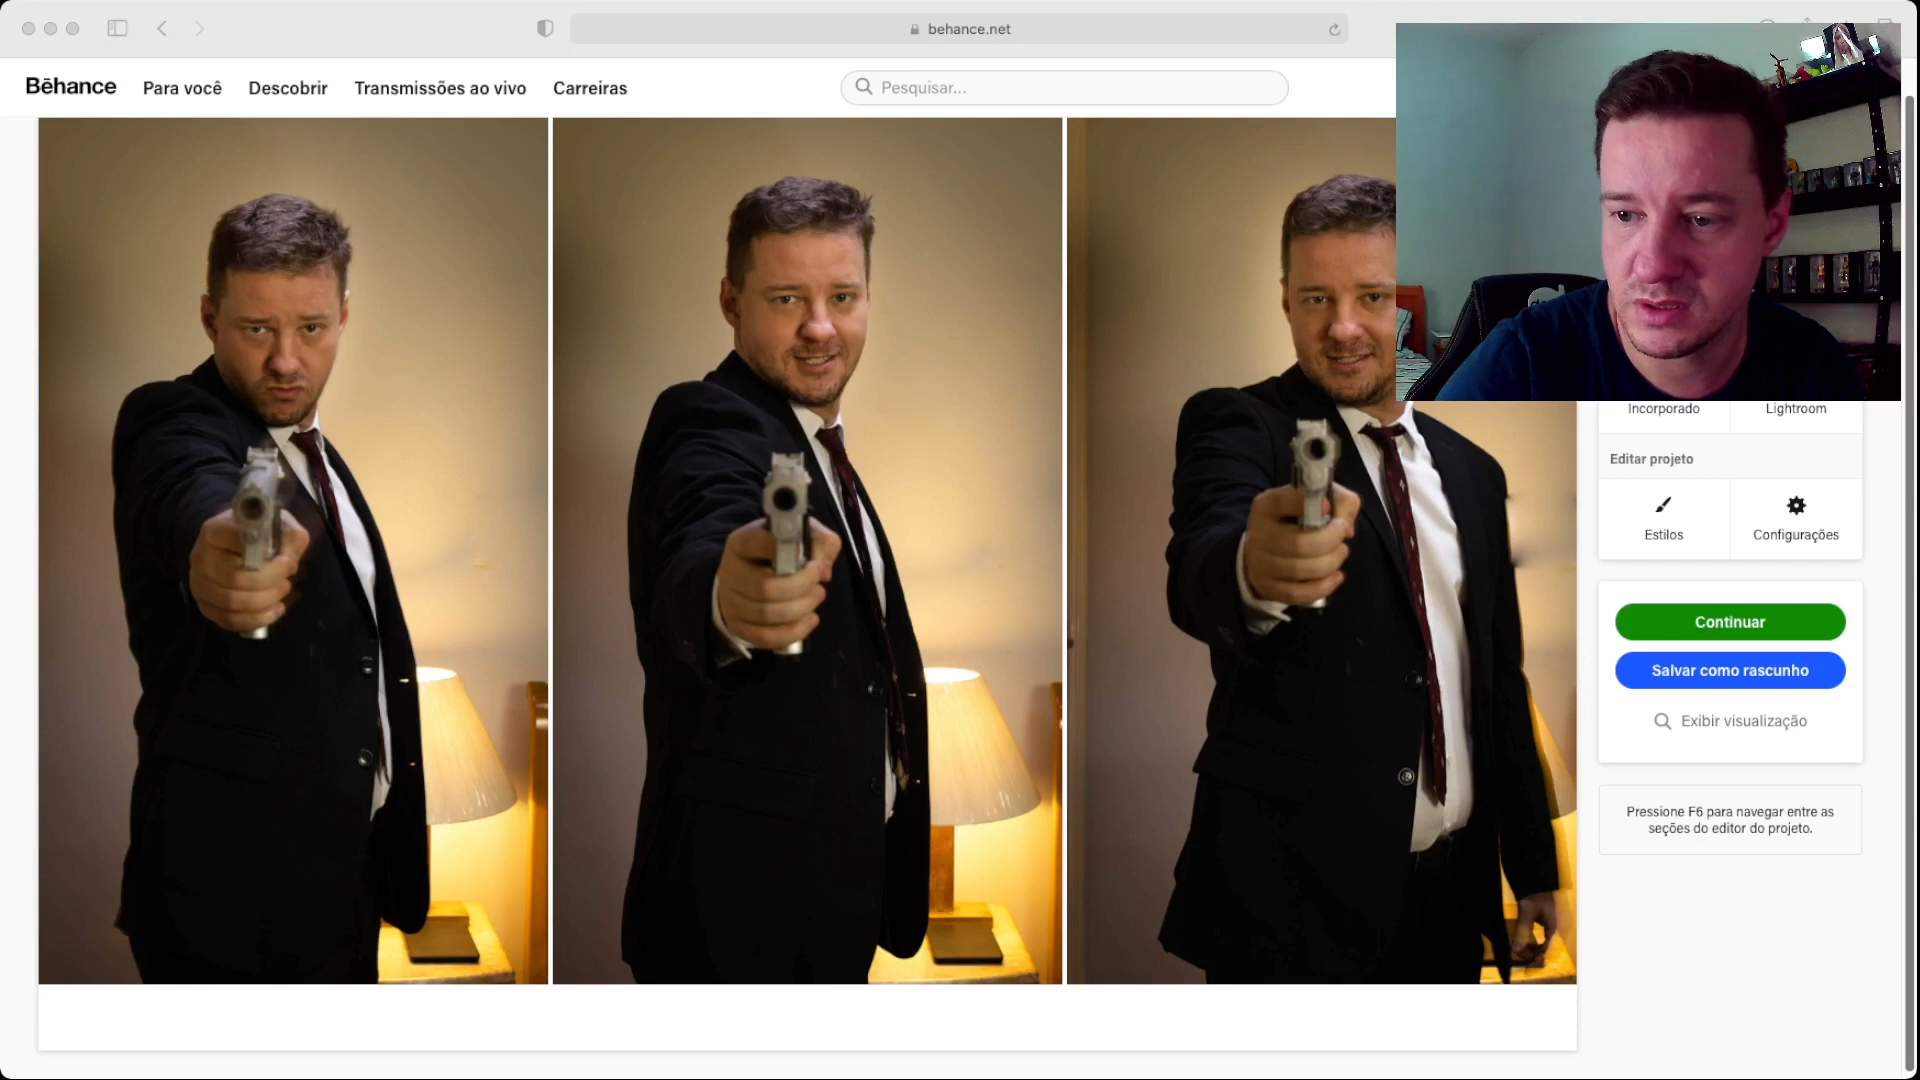 behance.net
Bēhance Para você Descobrir Transmissões ao vivo Carreiras
Pesquisar...
Incorporado Lightroom
Editar projeto
Estilos Configurações
Continuar
Salvar como rascunho
Exibir visualização
Pressione F6 para navegar entre as
seções do editor do projeto.